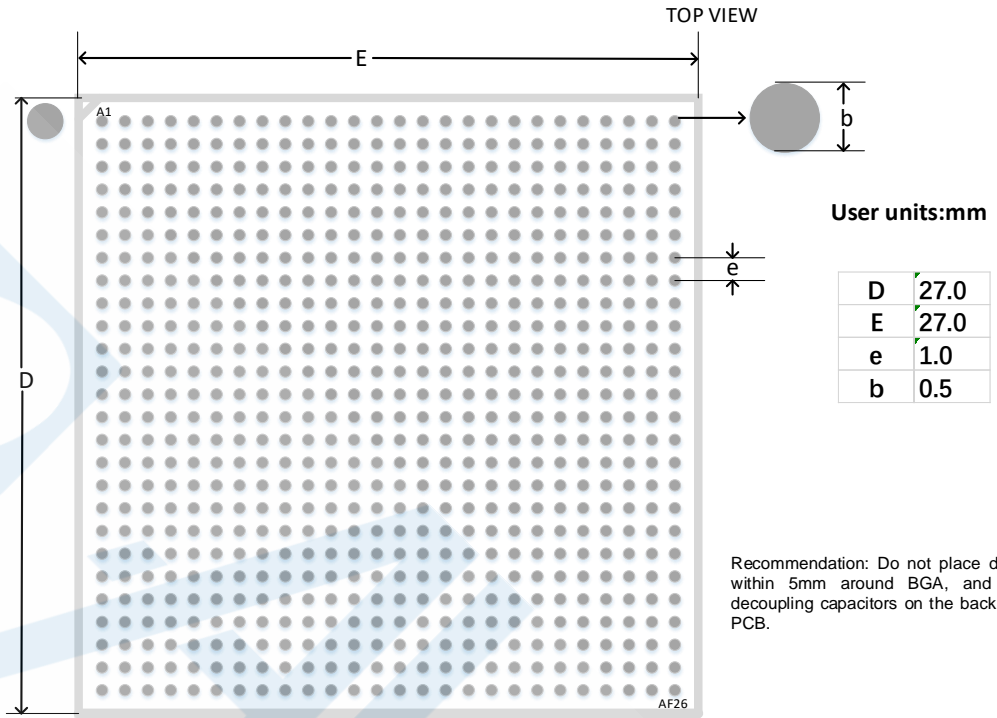 TOP VIEW
E
A1
b
User units:mm
e
D 27.0
E 27.0
e 1.0
b 0.5
D
Recommendation: Do not place
within 5mm around BGA, and
decoupling capacitors on the back
PCB.
AF26